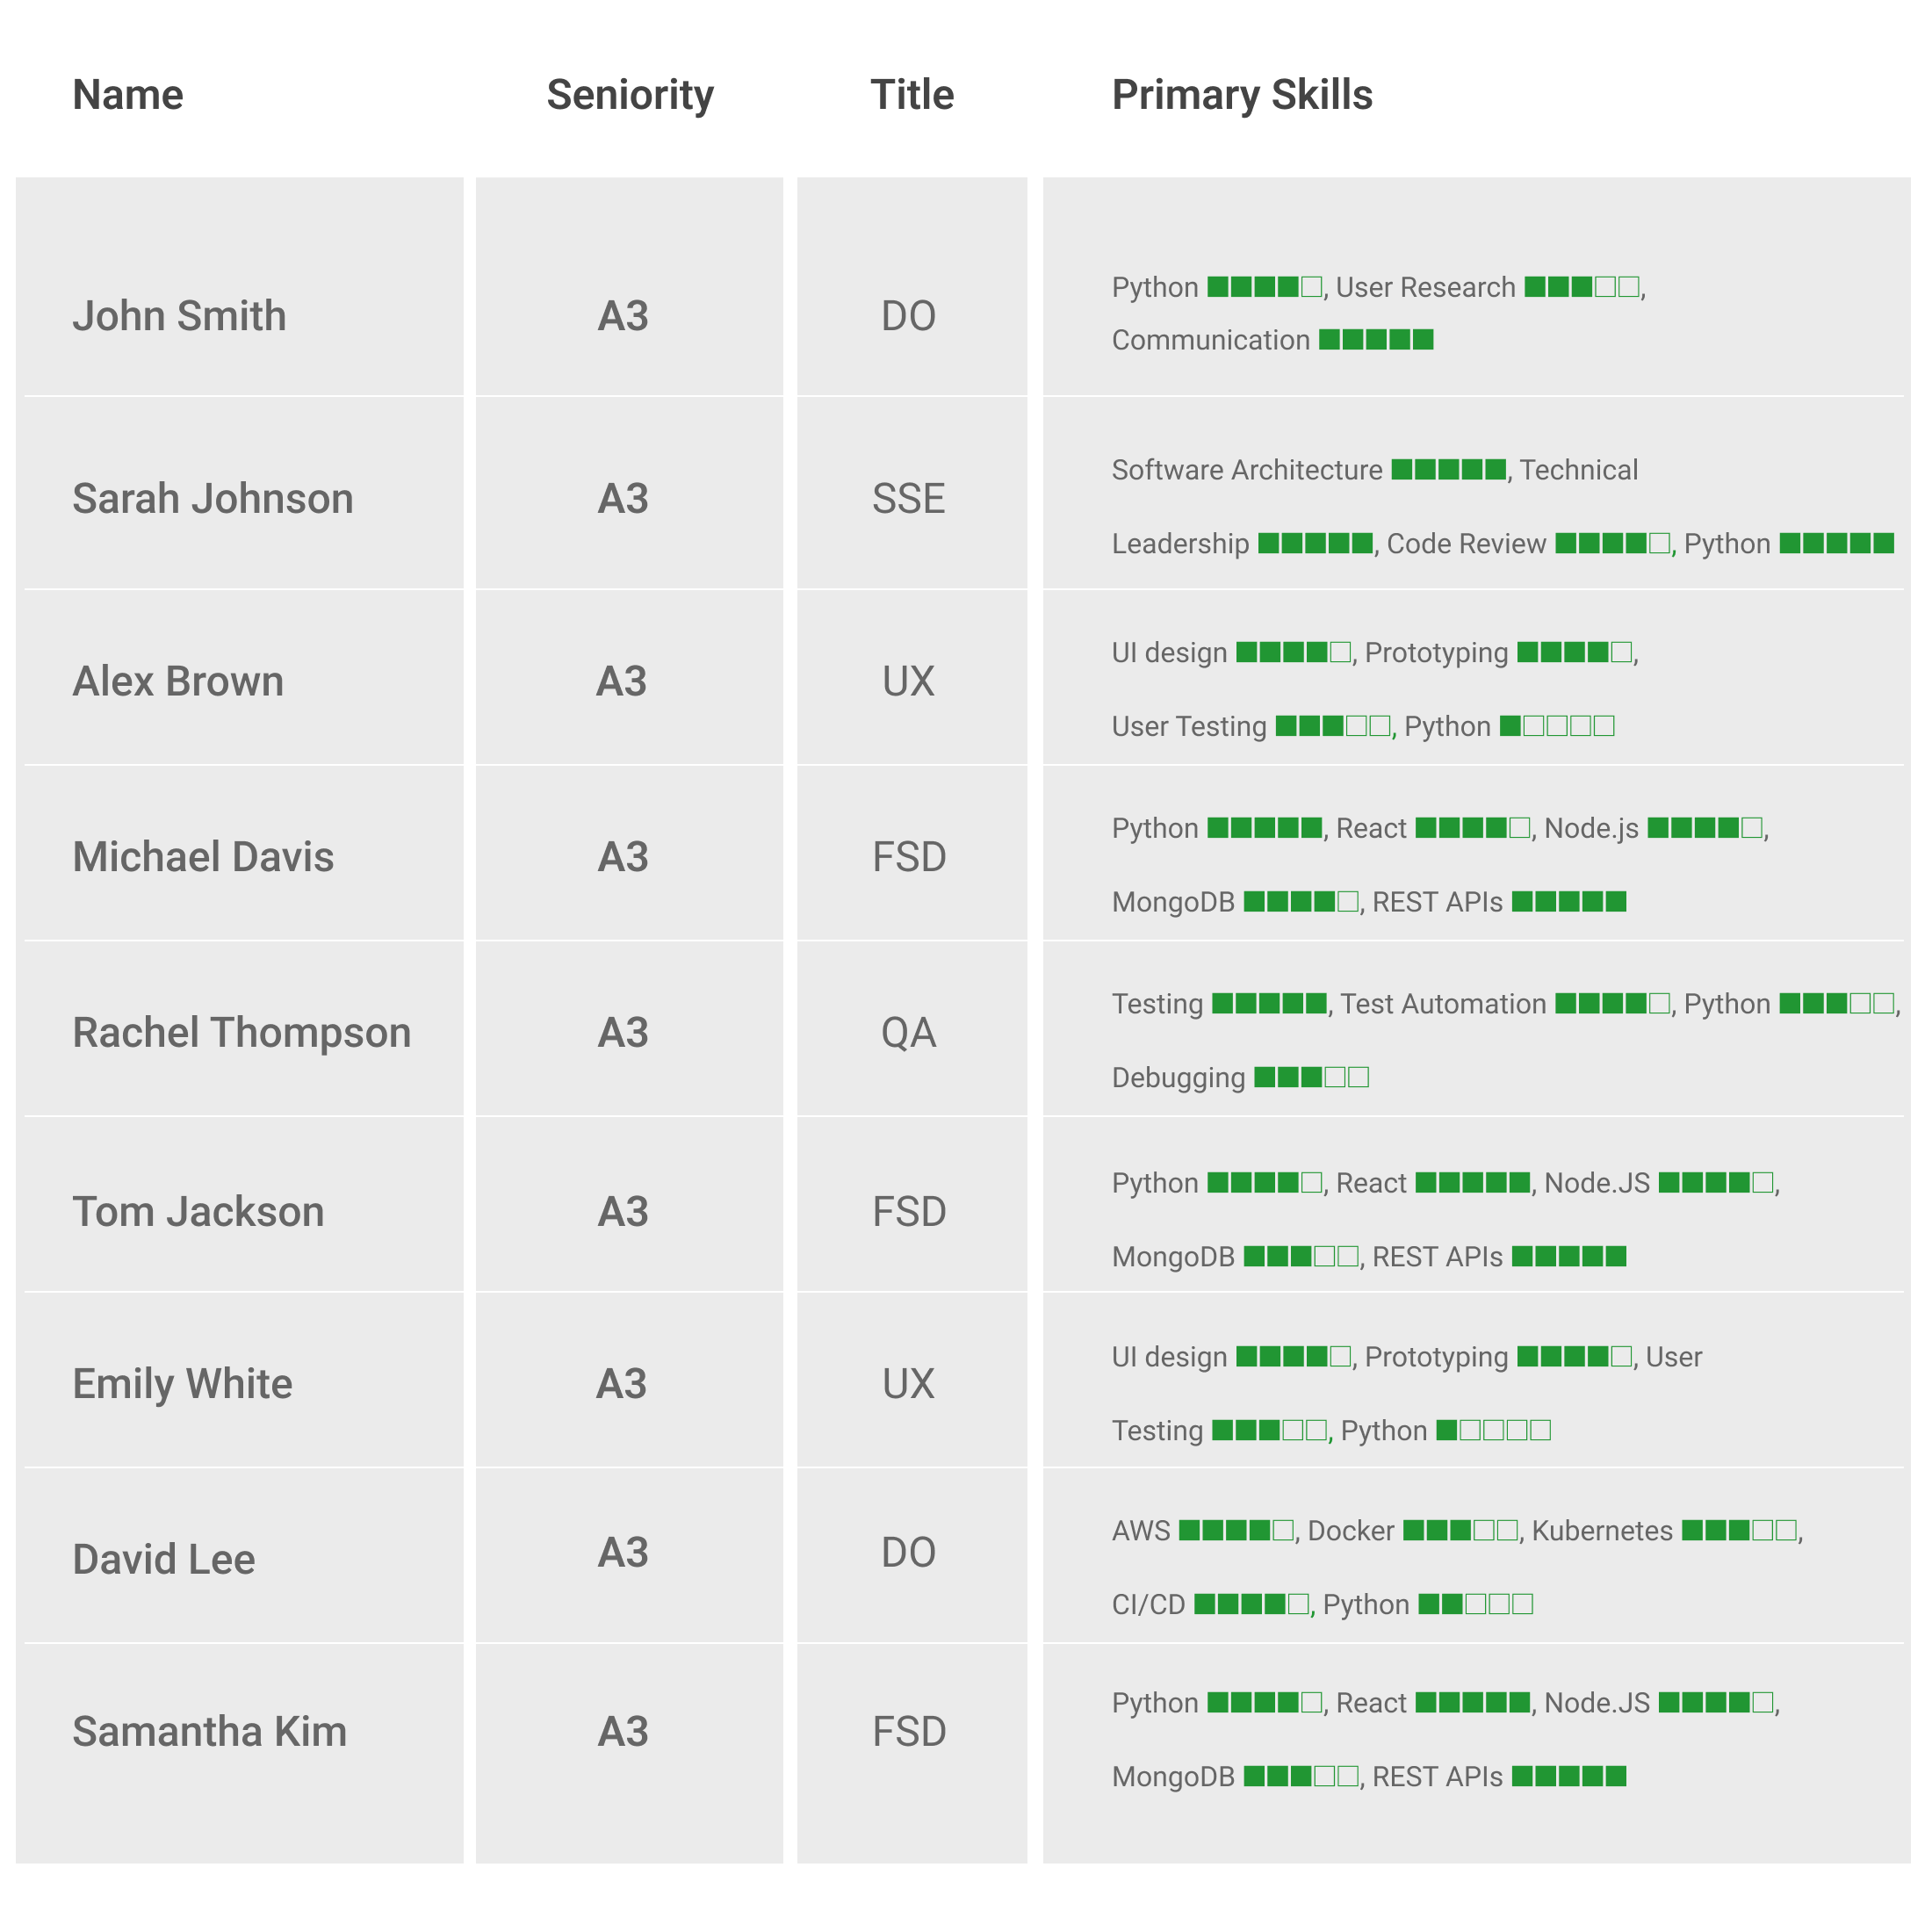 Name Seniority Title Primary Skills
John Smith A3 DO Python ■■■■□, User Research ■■■□□,
Communication ■■■■■
Sarah Johnson A3 SSE Software Architecture ■■■■■, Technical
Leadership ■■■■■, Code Review ■■■■□, Python ■■■■■
Alex Brown A3 UX UI design ■■■■□, Prototyping ■■■■□,
User Testing ■■■□□, Python ■□□□□
Michael Davis A3 FSD Python ■■■■■, React ■■■■□, Node.js ■■■■□,
MongoDB ■■■■□, REST APIs ■■■■■
Rachel Thompson A3 QA Testing ■■■■■, Test Automation ■■■■□, Python ■■■□□,
Debugging ■■■□□
Tom Jackson A3 FSD Python ■■■■□, React ■■■■■, Node.JS ■■■■□,
MongoDB ■■■□□, REST APIs ■■■■■
Emily White A3 UX UI design ■■■■□, Prototyping ■■■■□, User
Testing ■■■□□, Python ■□□□□
David Lee A3 DO AWS ■■■■□, Docker ■■■□□, Kubernetes ■■■□□,
CI/CD ■■■■□, Python ■■□□□
Samantha Kim A3 FSD Python ■■■■□, React ■■■■■, Node.JS ■■■■□,
MongoDB ■■■□□, REST APIs ■■■■■